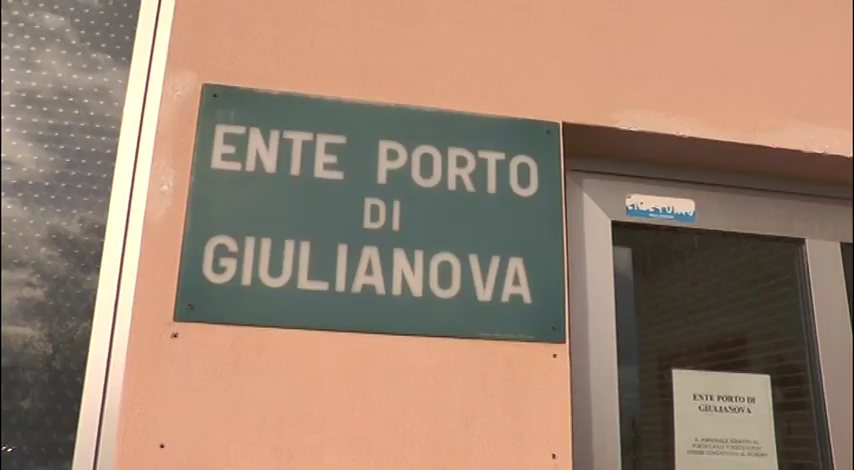 ENTE PORTO
DI
GIULIANOVA
ENTE PORTO DI
GIULIANOVA